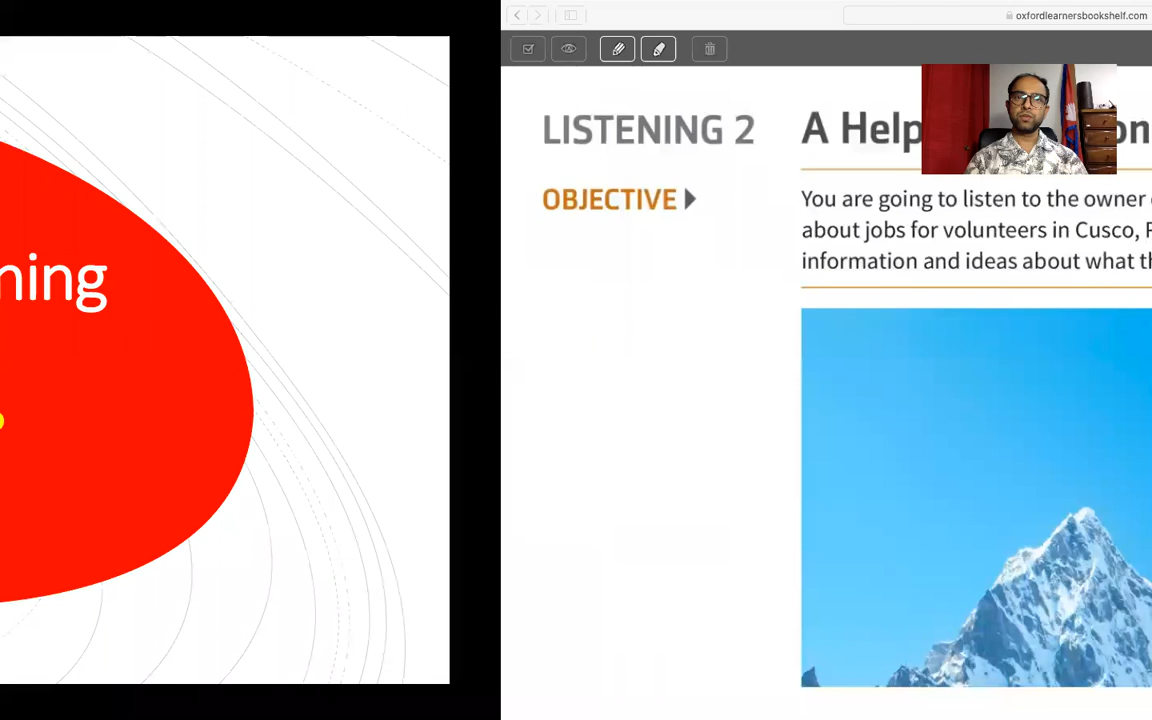 ning
oxfordlearnersbookshelf.com
LISTENING 2
A Help
on
OBJECTIVE
You are going to listen to the owner
about jobs for volunteers in Cusco,
information and ideas about what th